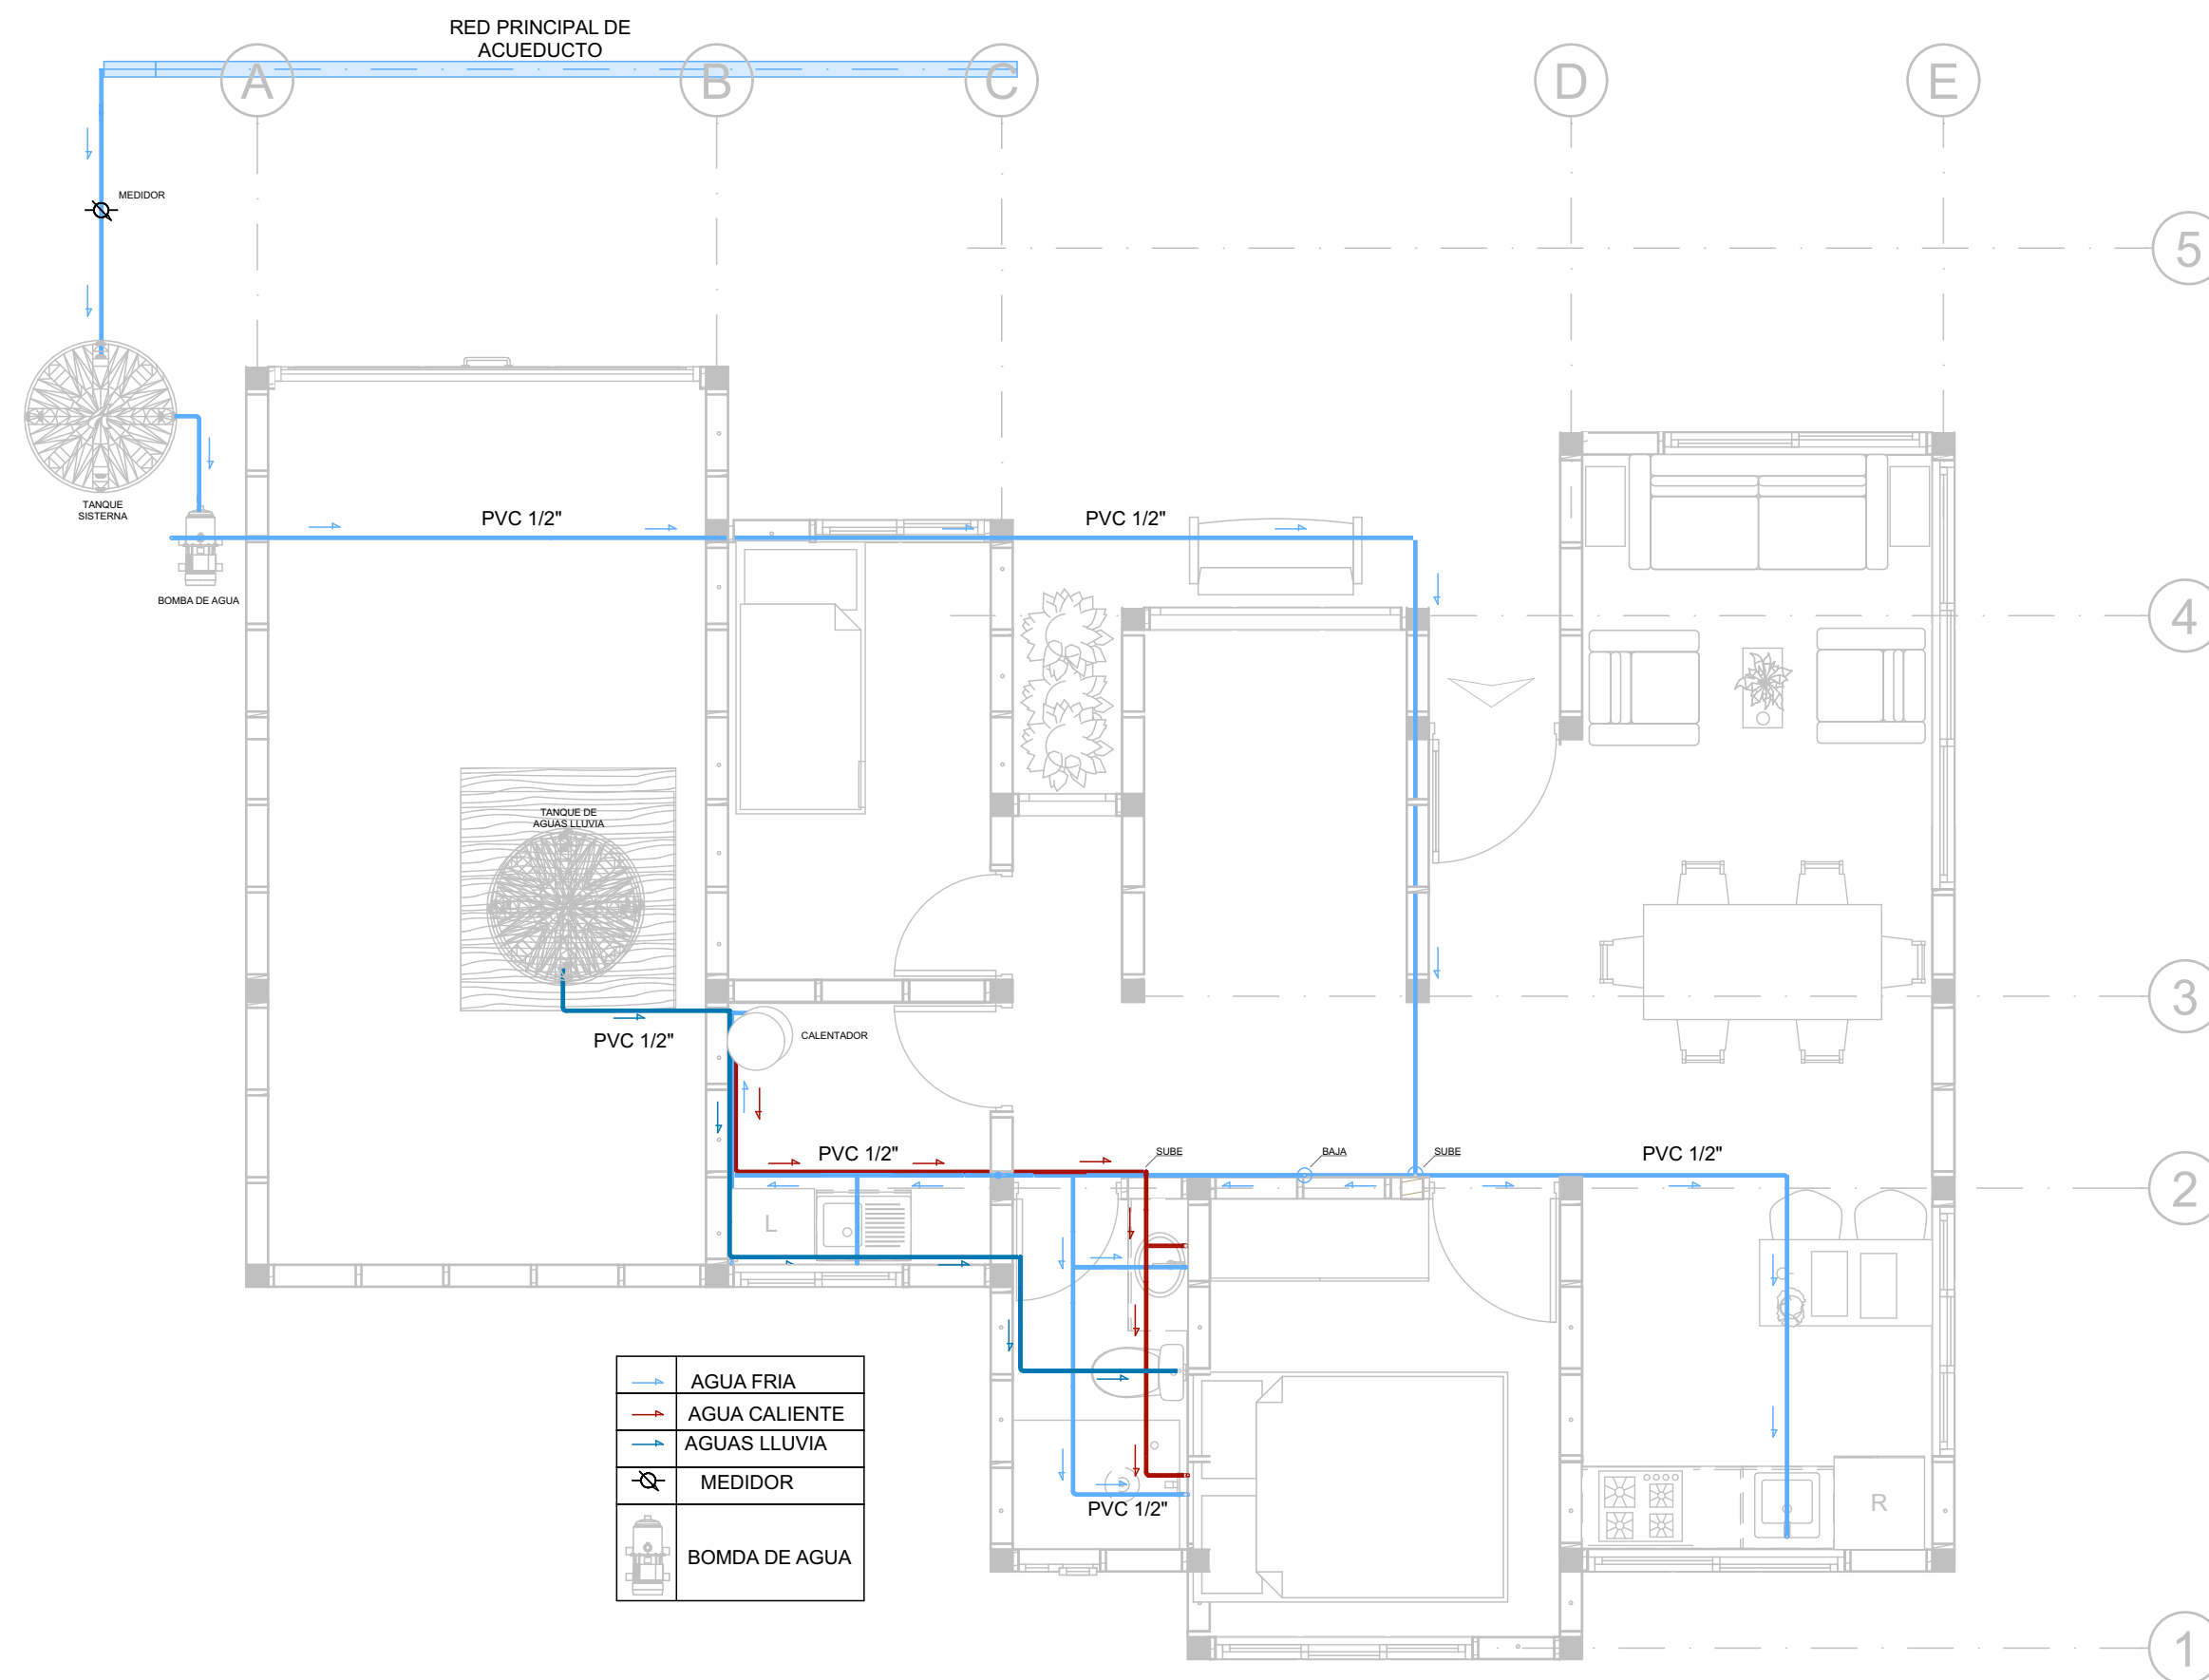 RED PRINCIPAL DE
ACUEDUCTO
A
B
C
D
E
MEDIDOR
5
TANQUE
SISTERNA
PVC 1/2"
PVC 1/2"
BOMBA DE AGUA
4
TANQUE DE
AGUAS LLUVIA
3
PVC 1/2"
CALENTADOR
PVC 1/2"
SUBE
BAJA
SUBE
PVC 1/2"
2
L
AGUA FRIA
AGUA CALIENTE
AGUAS LLUVIA
MEDIDOR
BOMDA DE AGUA
PVC 1/2"
R
1